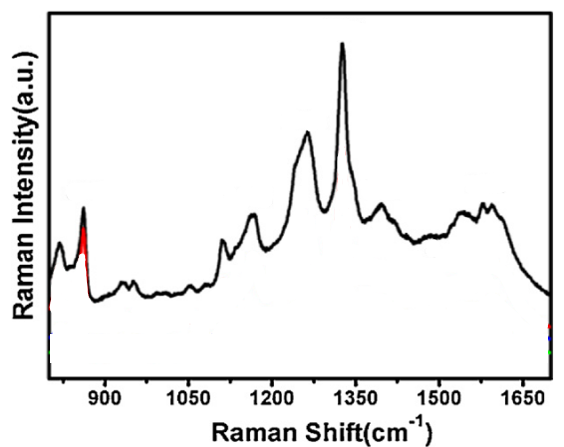 Raman Intensity(a.u.)
900 1050 1200 1350 1500 1650
Raman Shift(cm⁻¹)